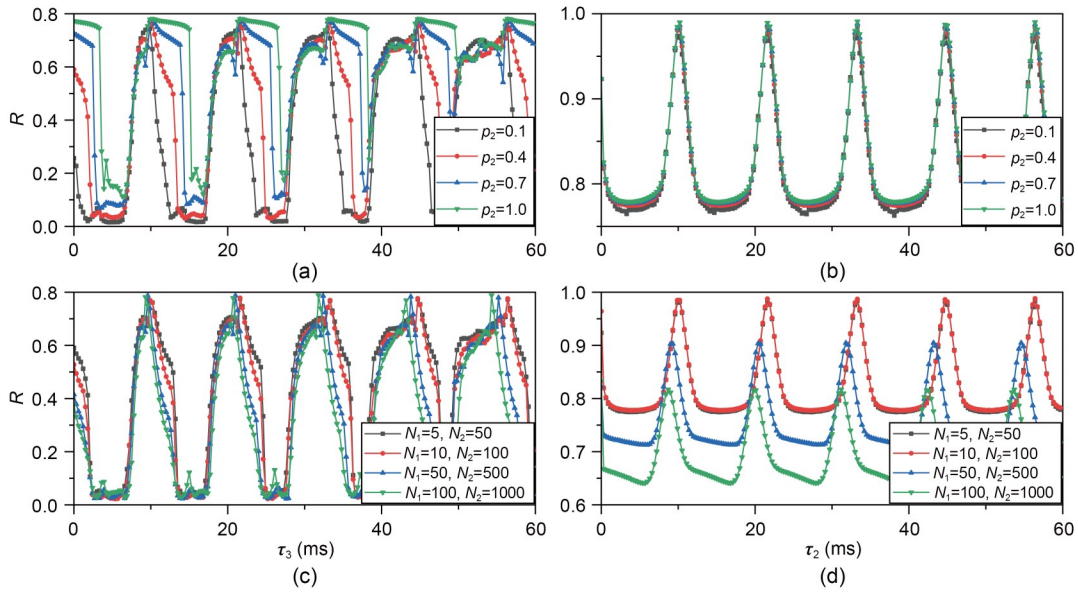 0.8
0.6
0.4
0.2
0.0
R
p₂=0.1
p₂=0.4
p₂=0.7
p₂=1.0
0 20 40 60
(a)
1.0
0.9
0.8
p₂=0.1
p₂=0.4
p₂=0.7
p₂=1.0
0 20 40 60
(b)
0.8
0.6
0.4
0.2
0.0
R
N₁=5, N₂=50
N₁=10, N₂=100
N₁=50, N₂=500
N₁=100, N₂=1000
0 20 40 60
τ₃ (ms)
(c)
1.0
0.9
0.8
0.7
0.6
N₁=5, N₂=50
N₁=10, N₂=100
N₁=50, N₂=500
N₁=100, N₂=1000
0 20 40 60
τ₂ (ms)
(d)